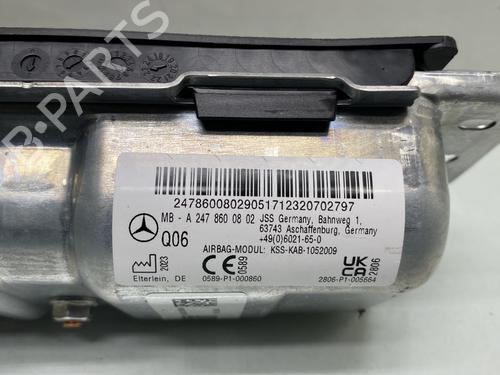 B-PARTS
24786008029051712320702797
MB - A 247 860 08 02 JSS Germany, Bahnweg 1,
63743 Aschaffenburg, Germany
+49(0)6021-65-0
Q06
AIRBAG-MODUL: KSS-KAB-1052009
2023
Elterlein, DE
CE 0589
0589-P1-000860
UK CA 2806
2806-P1-005664